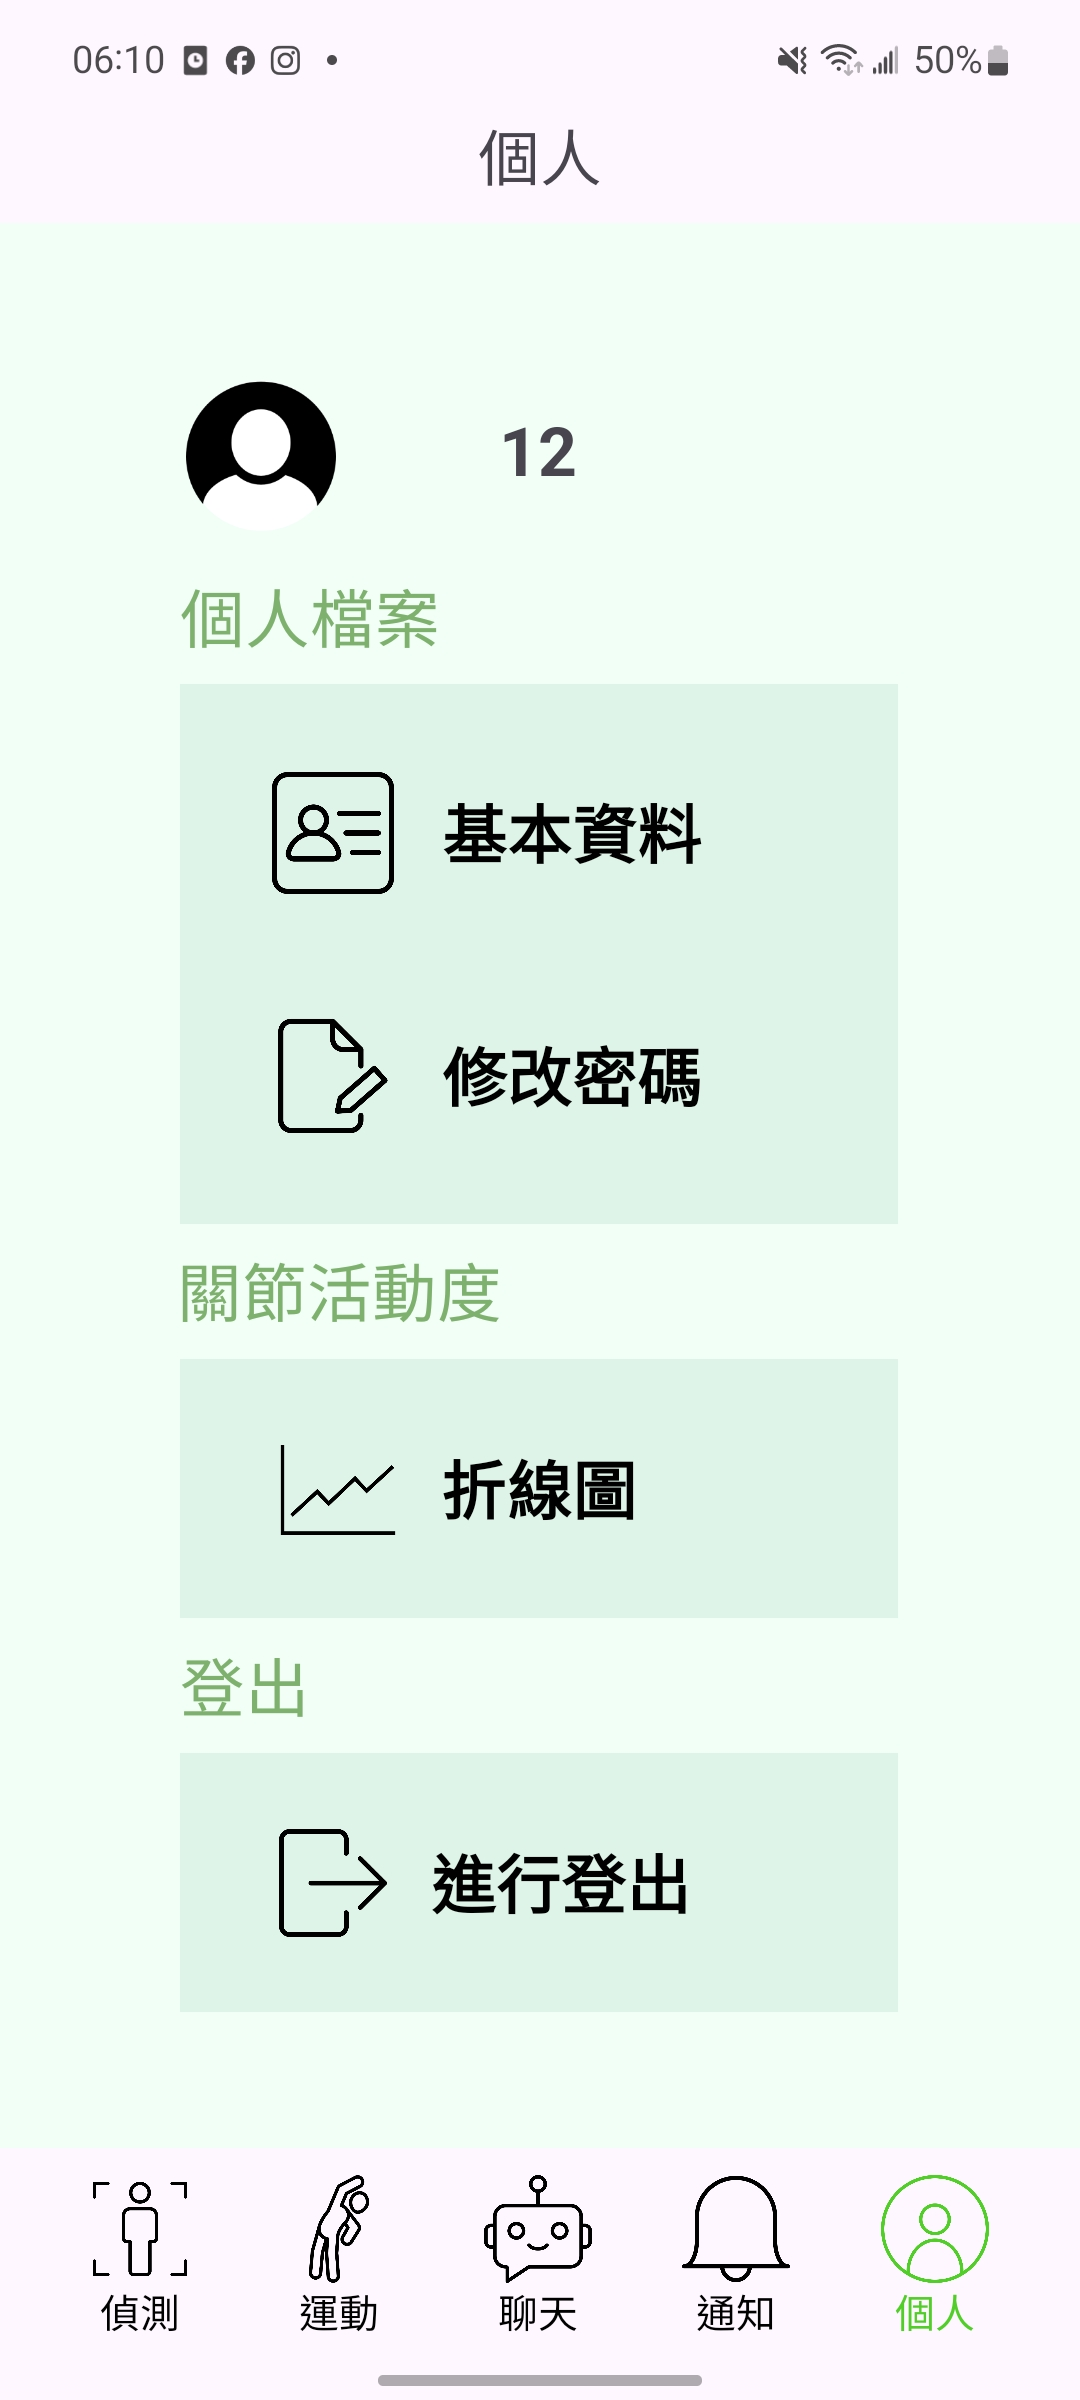 06:10 50%
個人
12
個人檔案
基本資料
修改密碼
關節活動度
折線圖
登出
進行登出
偵測 運動 聊天 通知 個人